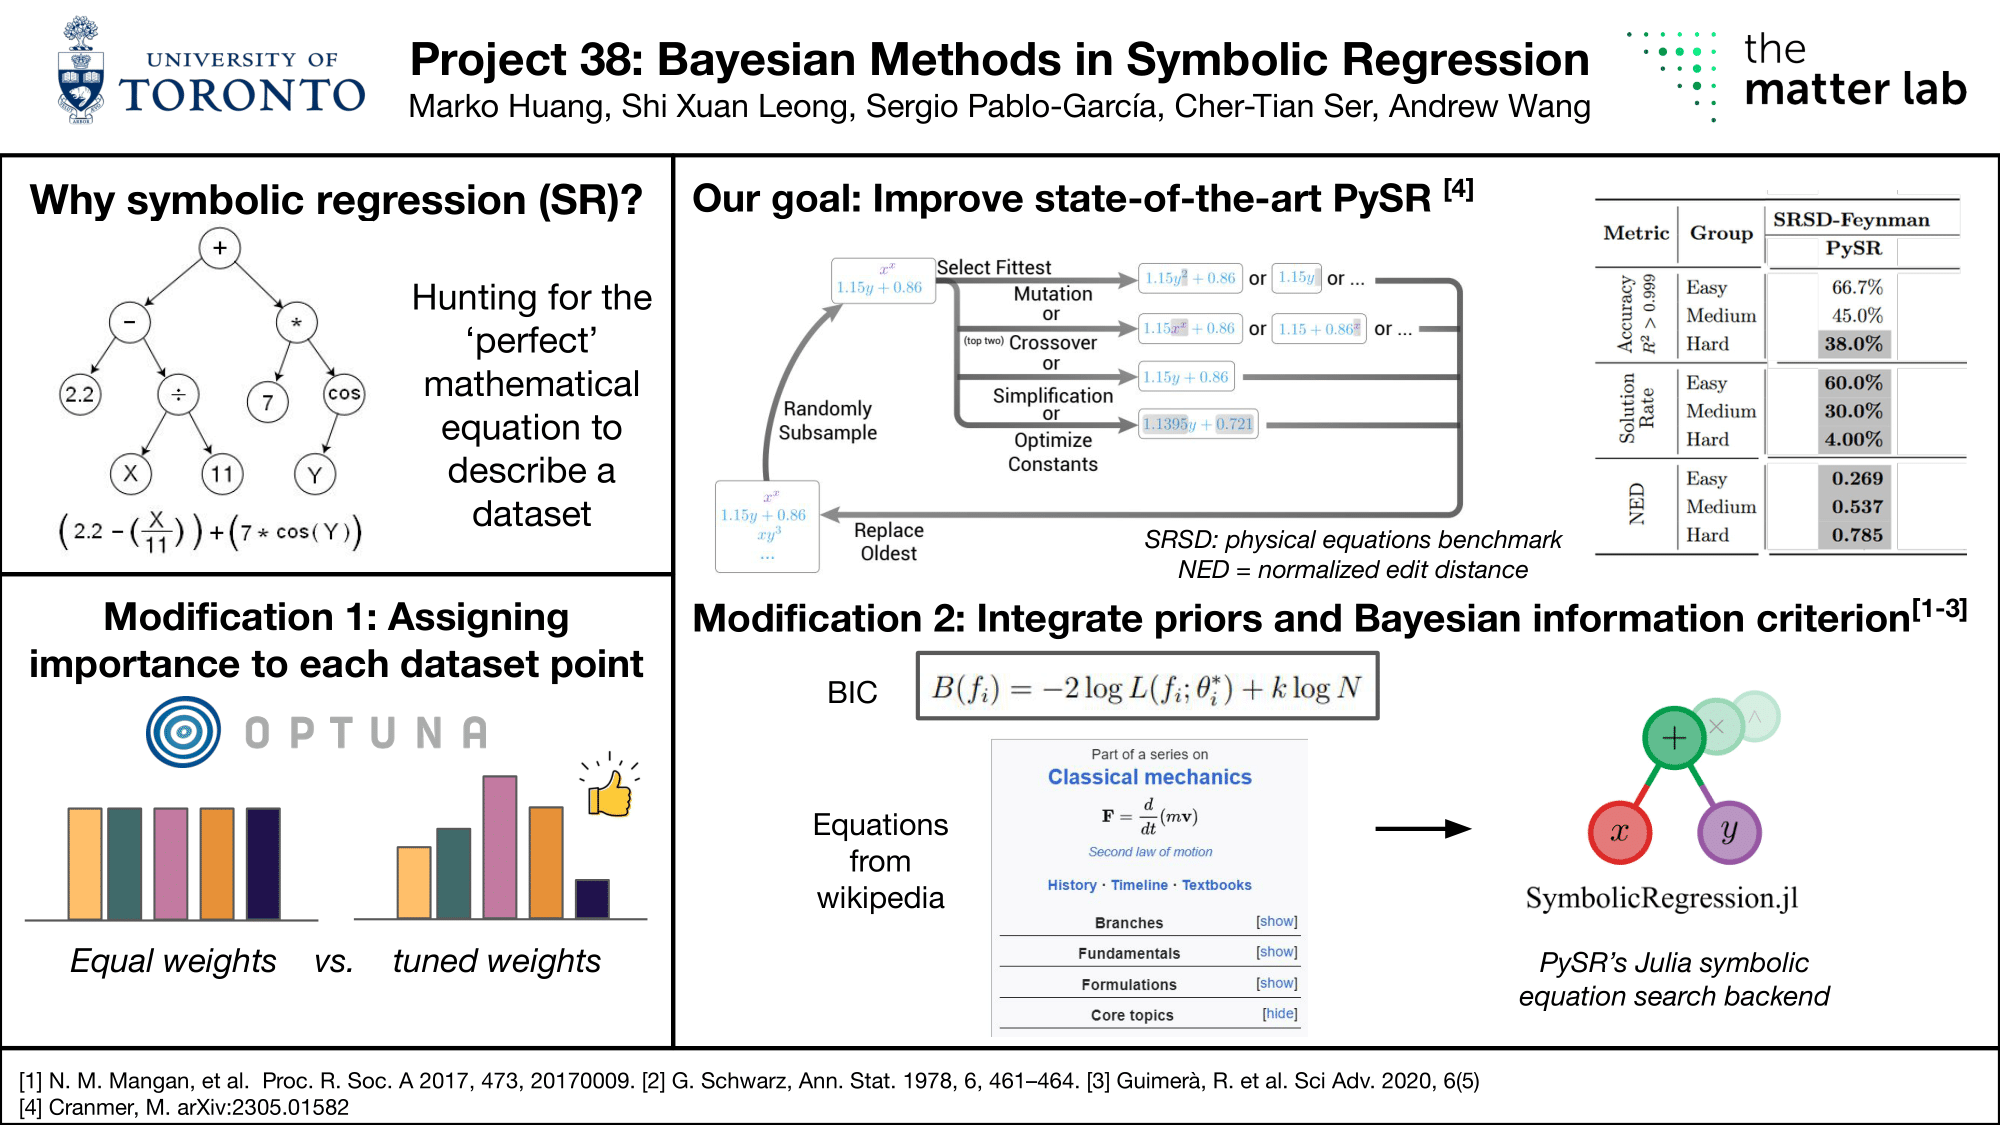 UNIVERSITY OF
TORONTO
Project 38: Bayesian Methods in Symbolic Regression
Marko Huang, Shi Xuan Leong, Sergio Pablo-García, Cher-Tian Ser, Andrew Wang
the
matter lab
Why symbolic regression (SR)?
+
−
*
2.2
÷
7
cos
X
11
Y
(2.2 − (X/11)) + (7 * cos(Y))
Hunting for the
‘perfect’
mathematical
equation to
describe a
dataset
Our goal: Improve state-of-the-art PySR [4]
x^x
1.15y + 0.86
Select Fittest
Mutation
or
(top two) Crossover
or
Simplification
or
Optimize
Constants
1.15y² + 0.86 or 1.15y or ...
1.15x^x + 0.86 or 1.15 + 0.86^x or ...
1.15y + 0.86
1.1395y + 0.721
Randomly
Subsample
x^x
1.15y + 0.86
xy³
...
Replace
Oldest
SRSD: physical equations benchmark
NED = normalized edit distance
Metric Group SRSD-Feynman
PySR
Accuracy
R² > 0.999
Easy 66.7%
Medium 45.0%
Hard 38.0%
Solution
Rate
Easy 60.0%
Medium 30.0%
Hard 4.00%
NED
Easy 0.269
Medium 0.537
Hard 0.785
Modification 1: Assigning
importance to each dataset point
OPTUNA
Equal weights vs. tuned weights
Modification 2: Integrate priors and Bayesian information criterion[1-3]
BIC
B(fᵢ) = −2 log L(fᵢ; θᵢ*) + k log N
Equations
from
wikipedia
Part of a series on
Classical mechanics
F = d/dt (mv)
Second law of motion
History · Timeline · Textbooks
Branches [show]
Fundamentals [show]
Formulations [show]
Core topics [hide]
+
×
^
x
y
SymbolicRegression.jl
PySR’s Julia symbolic
equation search backend
[1] N. M. Mangan, et al. Proc. R. Soc. A 2017, 473, 20170009. [2] G. Schwarz, Ann. Stat. 1978, 6, 461–464. [3] Guimerà, R. et al. Sci Adv. 2020, 6(5)
[4] Cranmer, M. arXiv:2305.01582